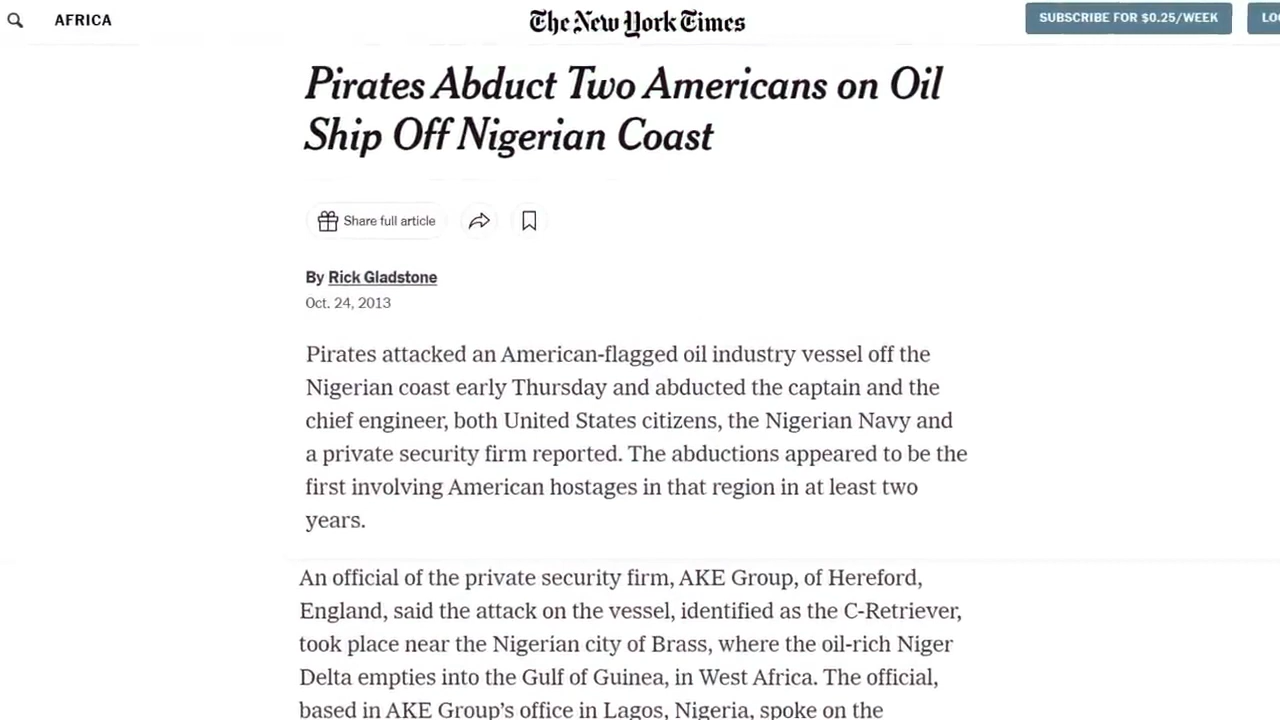 AFRICA
The New York Times
SUBSCRIBE FOR $0.25/WEEK
Pirates Abduct Two Americans on Oil
Ship Off Nigerian Coast
Share full article
By Rick Gladstone
Oct. 24, 2013
Pirates attacked an American-flagged oil industry vessel off the
Nigerian coast early Thursday and abducted the captain and the
chief engineer, both United States citizens, the Nigerian Navy and
a private security firm reported. The abductions appeared to be the
first involving American hostages in that region in at least two
years.
An official of the private security firm, AKE Group, of Hereford,
England, said the attack on the vessel, identified as the C-Retriever,
took place near the Nigerian city of Brass, where the oil-rich Niger
Delta empties into the Gulf of Guinea, in West Africa. The official,
based in AKE Group's office in Lagos, Nigeria, spoke on the